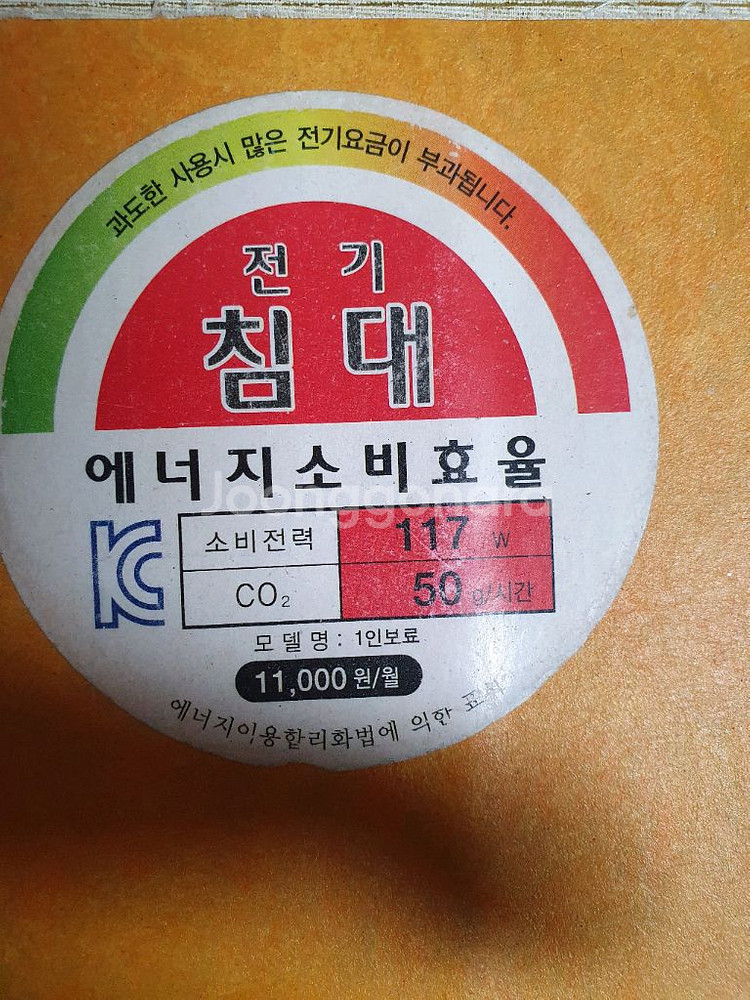 과도한 사용시 많은 전기요금이 부과됩니다.
전기
침대
에너지소비효율
Joonggonara
KC
소비전력 117 W
CO₂ 50 g/시간
모델명 : 1인보료
11,000 원/월
에너지이용합리화법에 의한